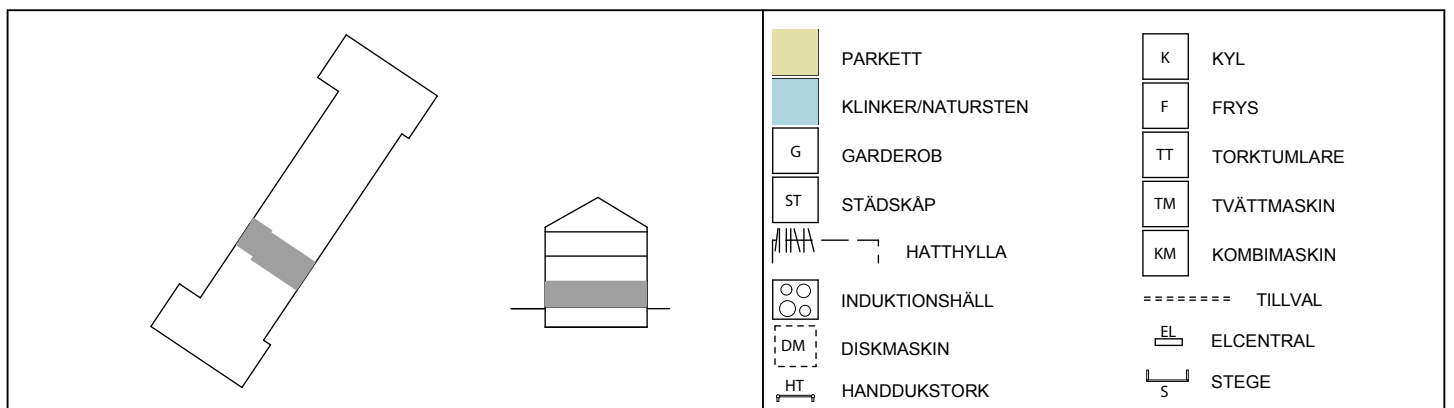 PARKETT
KLINKER/NATURSTEN
G GARDEROB
ST STÄDSKÅP
HATTHYLLA
INDUKTIONSHÄLL
DM DISKMASKIN
HT HANDDUKSTORK
K KYL
F FRYS
TT TORKTUMLARE
TM TVÄTTMASKIN
KM KOMBIMASKIN
TILLVAL
EL ELCENTRAL
S STEGE